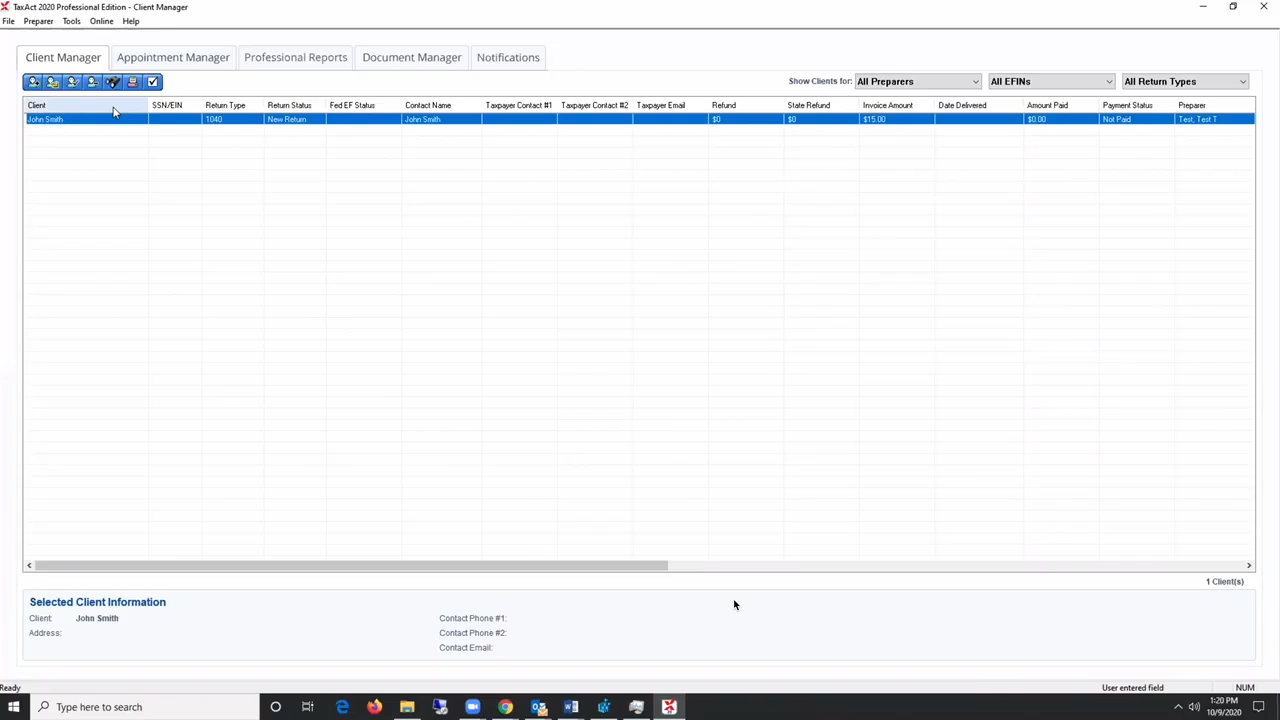 TaxAct 2020 Professional Edition - Client Manager
File Preparer Tools Online Help
Client Manager Appointment Manager Professional Reports Document Manager Notifications
Show Clients for: All Preparers All EFINs All Return Types
Client SSN/EIN Return Type Return Status Fed EF Status Contact Name Taxpayer Contact #1 Taxpayer Contact #2 Taxpayer Email Refund State Refund Invoice Amount Date Delivered Amount Paid Payment Status Preparer
John Smith 1040 New Return John Smith $0 $0 $15.00 $0.00 Not Paid Test, Test T
1 Client(s)
Selected Client Information
Client: John Smith Contact Phone #1:
Address: Contact Phone #2:
Contact Email:
Ready User entered field NUM
Type here to search
1:20 PM
10/9/2020